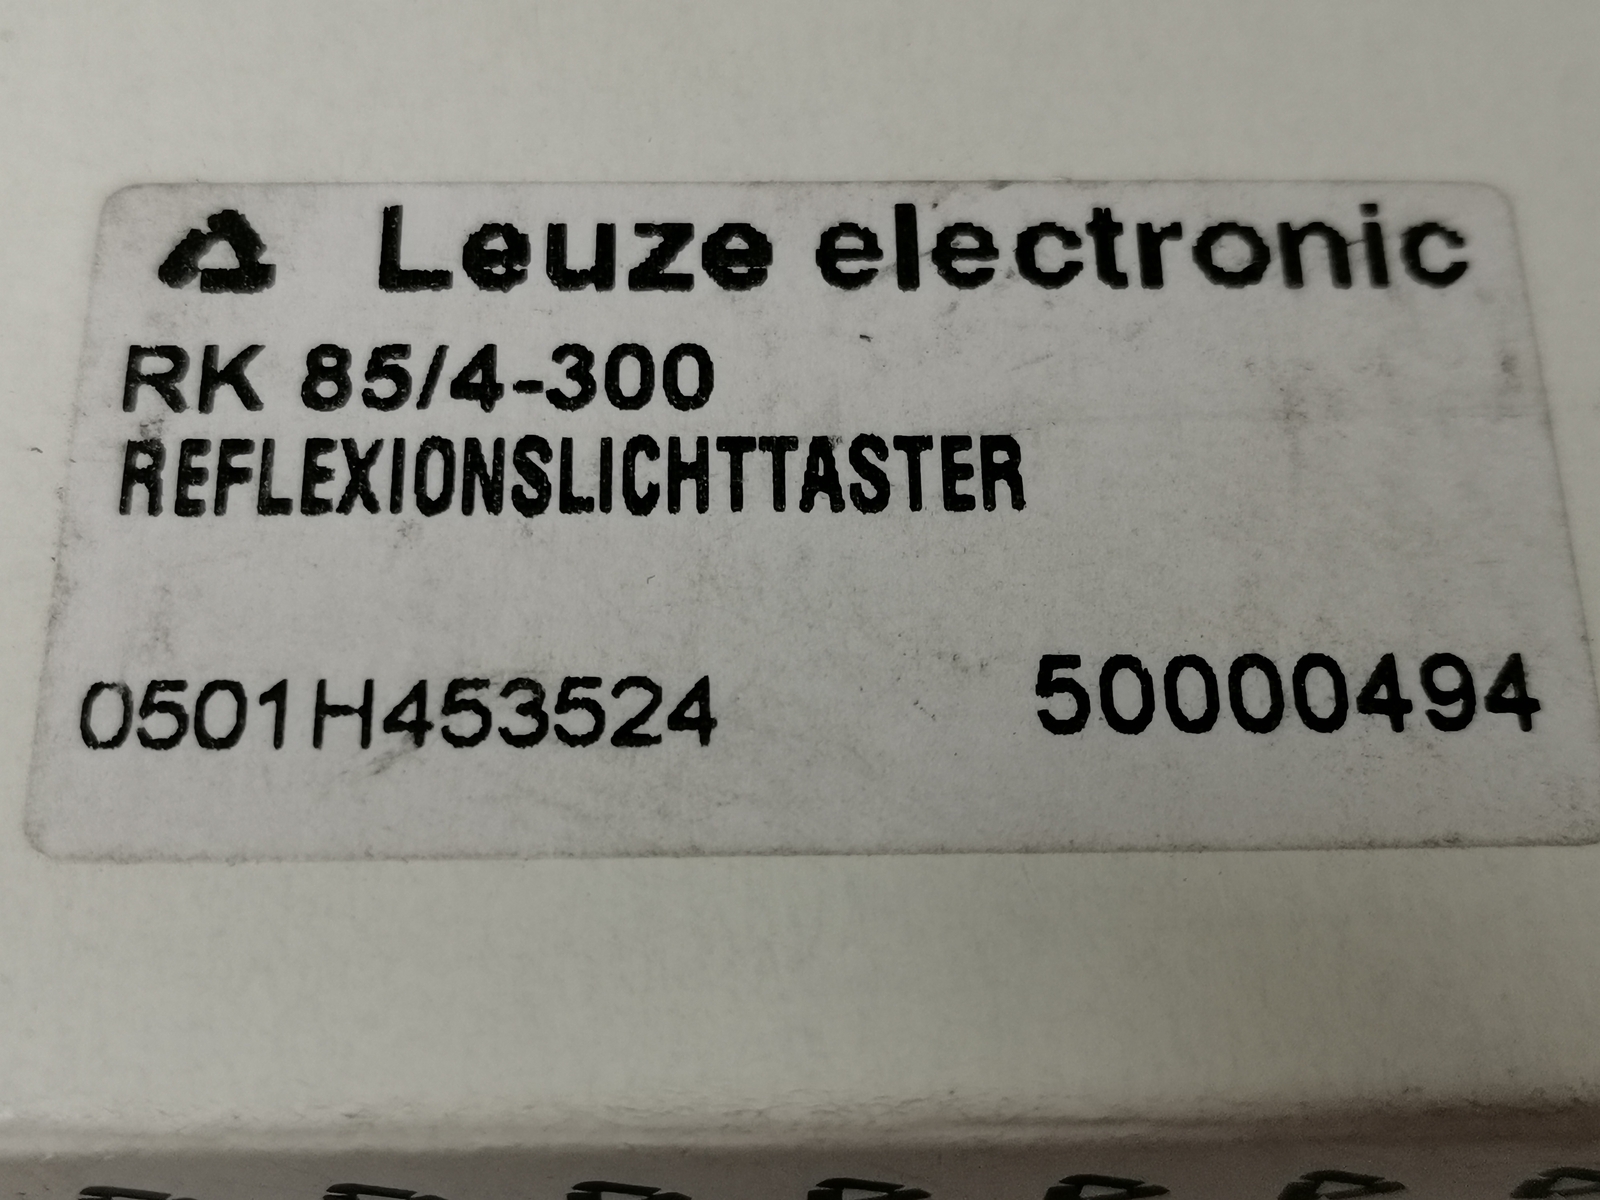 Leuze electronic
RK 85/4-300
REFLEXIONSLICHTTASTER
0501H453524 50000494